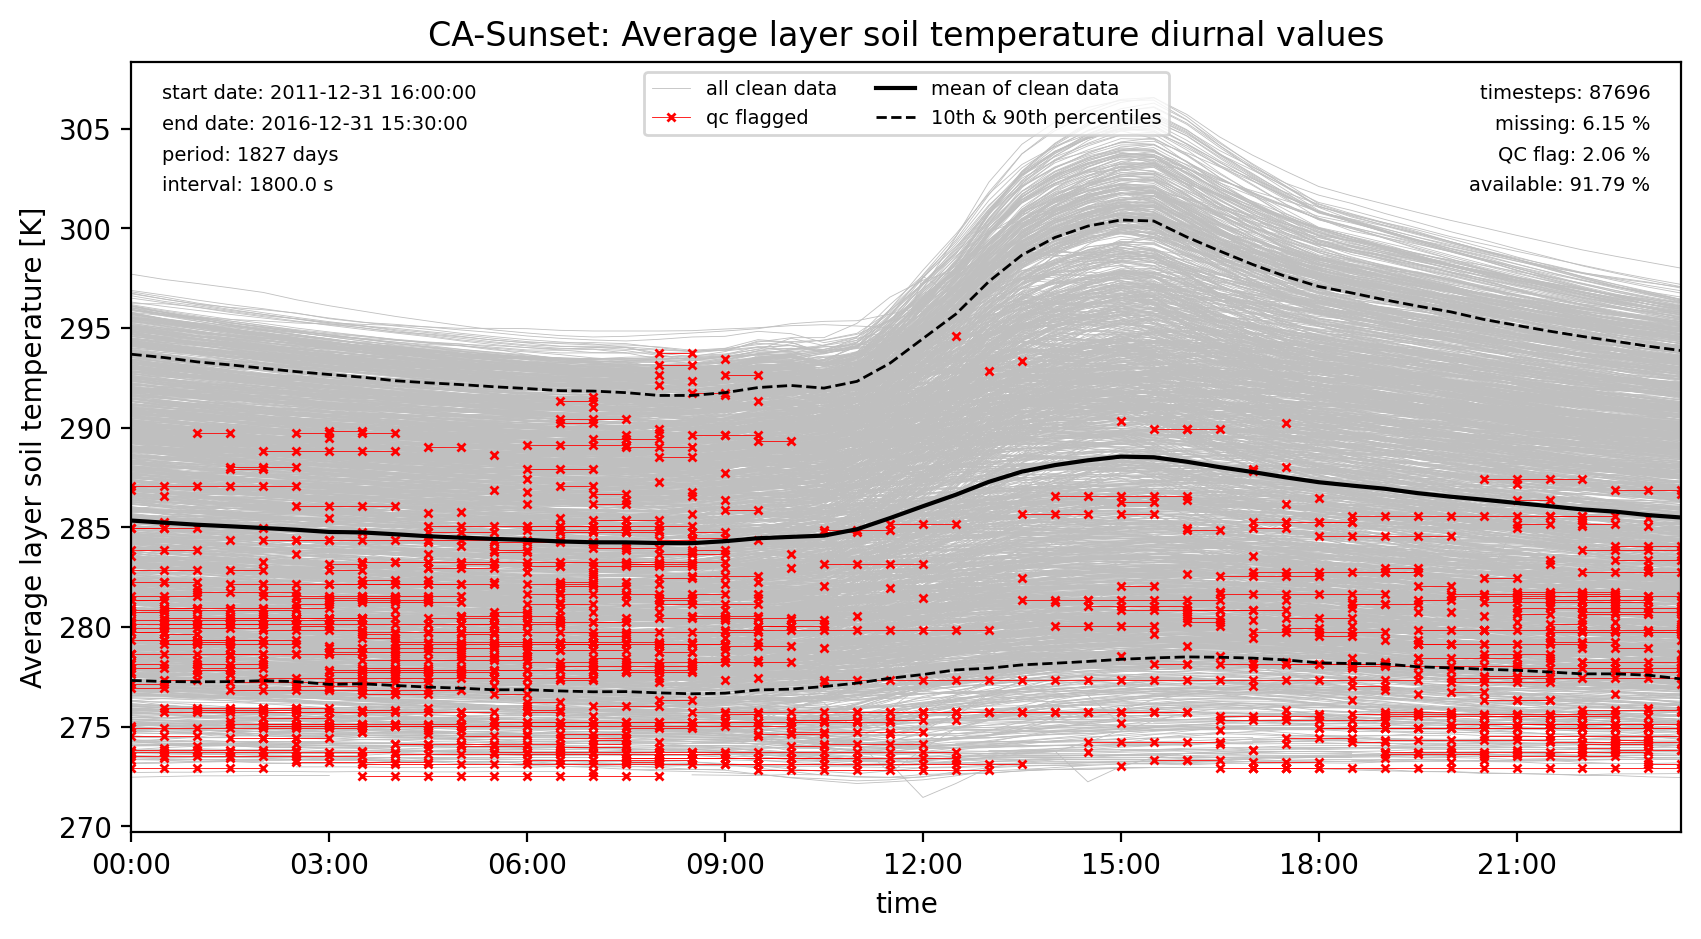 CA-Sunset: Average layer soil temperature diurnal values
start date: 2011-12-31 16:00:00
end date: 2016-12-31 15:30:00
period: 1827 days
interval: 1800.0 s
all clean data
qc flagged
mean of clean data
10th & 90th percentiles
timesteps: 87696
missing: 6.15 %
QC flag: 2.06 %
available: 91.79 %
Average layer soil temperature [K]
305
300
295
290
285
280
275
270
00:00 03:00 06:00 09:00 12:00 15:00 18:00 21:00
time